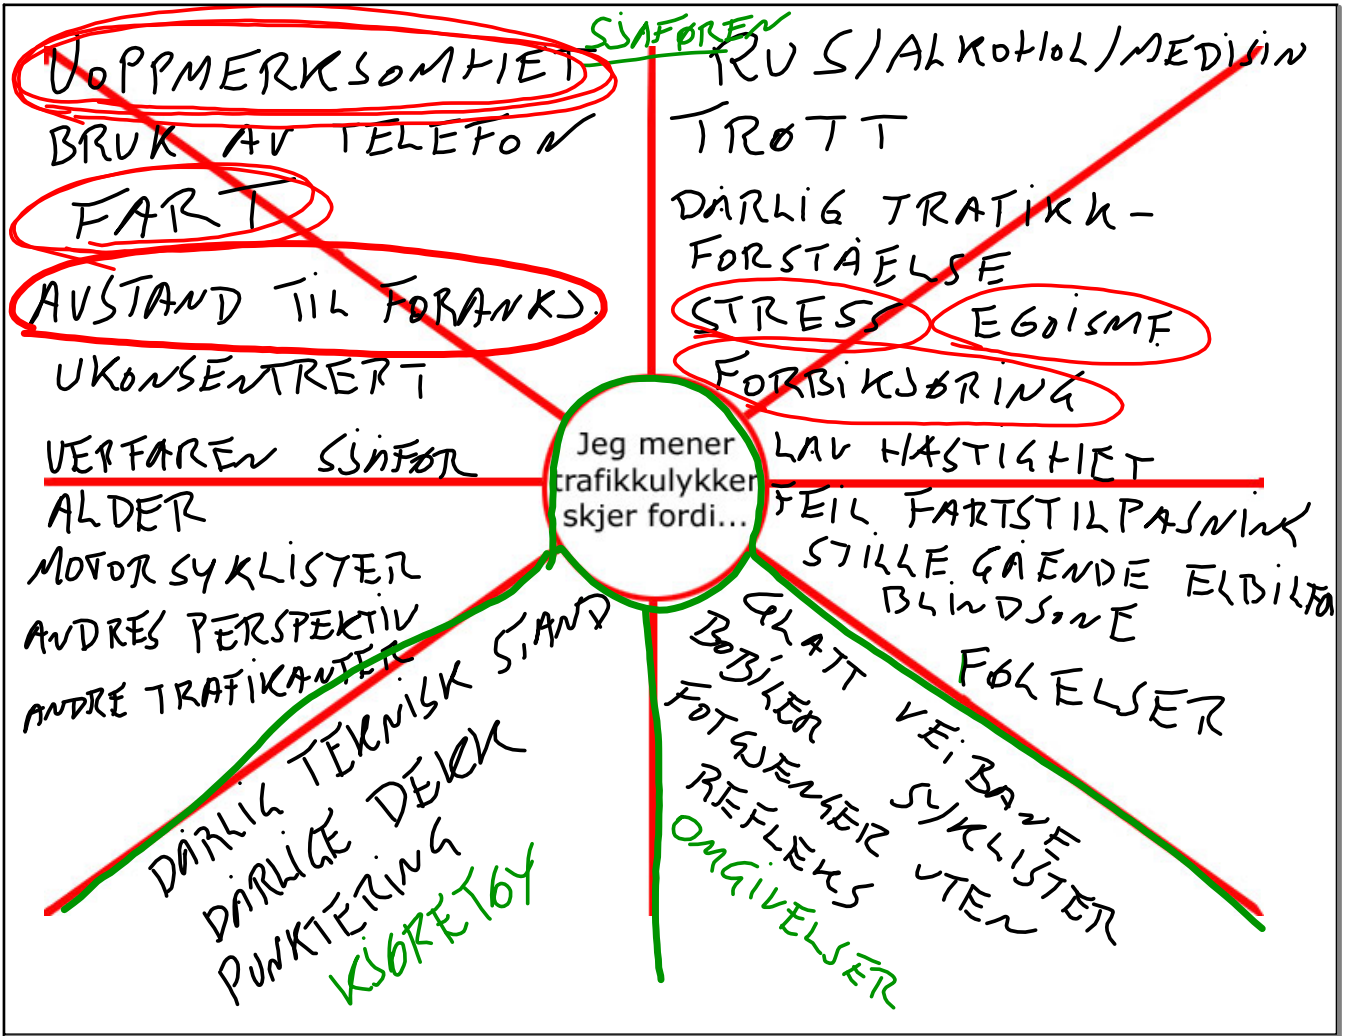 SJÅFØREN
UOPPMERKSOMHET
BRUK AV TELEFON
FART
AVSTAND TIL FORANKJ.
UKONSENTRERT
UERFAREN SJÅFØR
ALDER
MOTORSYKLISTER
ANDRES PERSPEKTIV
ANDRE TRAFIKANTER
RUS/ALKOHOL/MEDISIN
TRØTT
DÅRLIG TRAFIKK-
FORSTÅELSE
STRESS EGOISME
FORBIKJØRING
LAV HASTIGHET
FEIL FARTSTILPASNING
STILLE GÅENDE ELBILER
BLINDSONE
FØLELSER
Jeg mener
trafikkulykker
skjer fordi...
DÅRLIG TEKNISK STAND
DÅRLIGE DEKK
PUNKTERING
KJØRETØY
GLATT VEIBANE
BOBILER SYKLISTER
FOTGJENGER UTEN
REFLEKS
OMGIVELSER